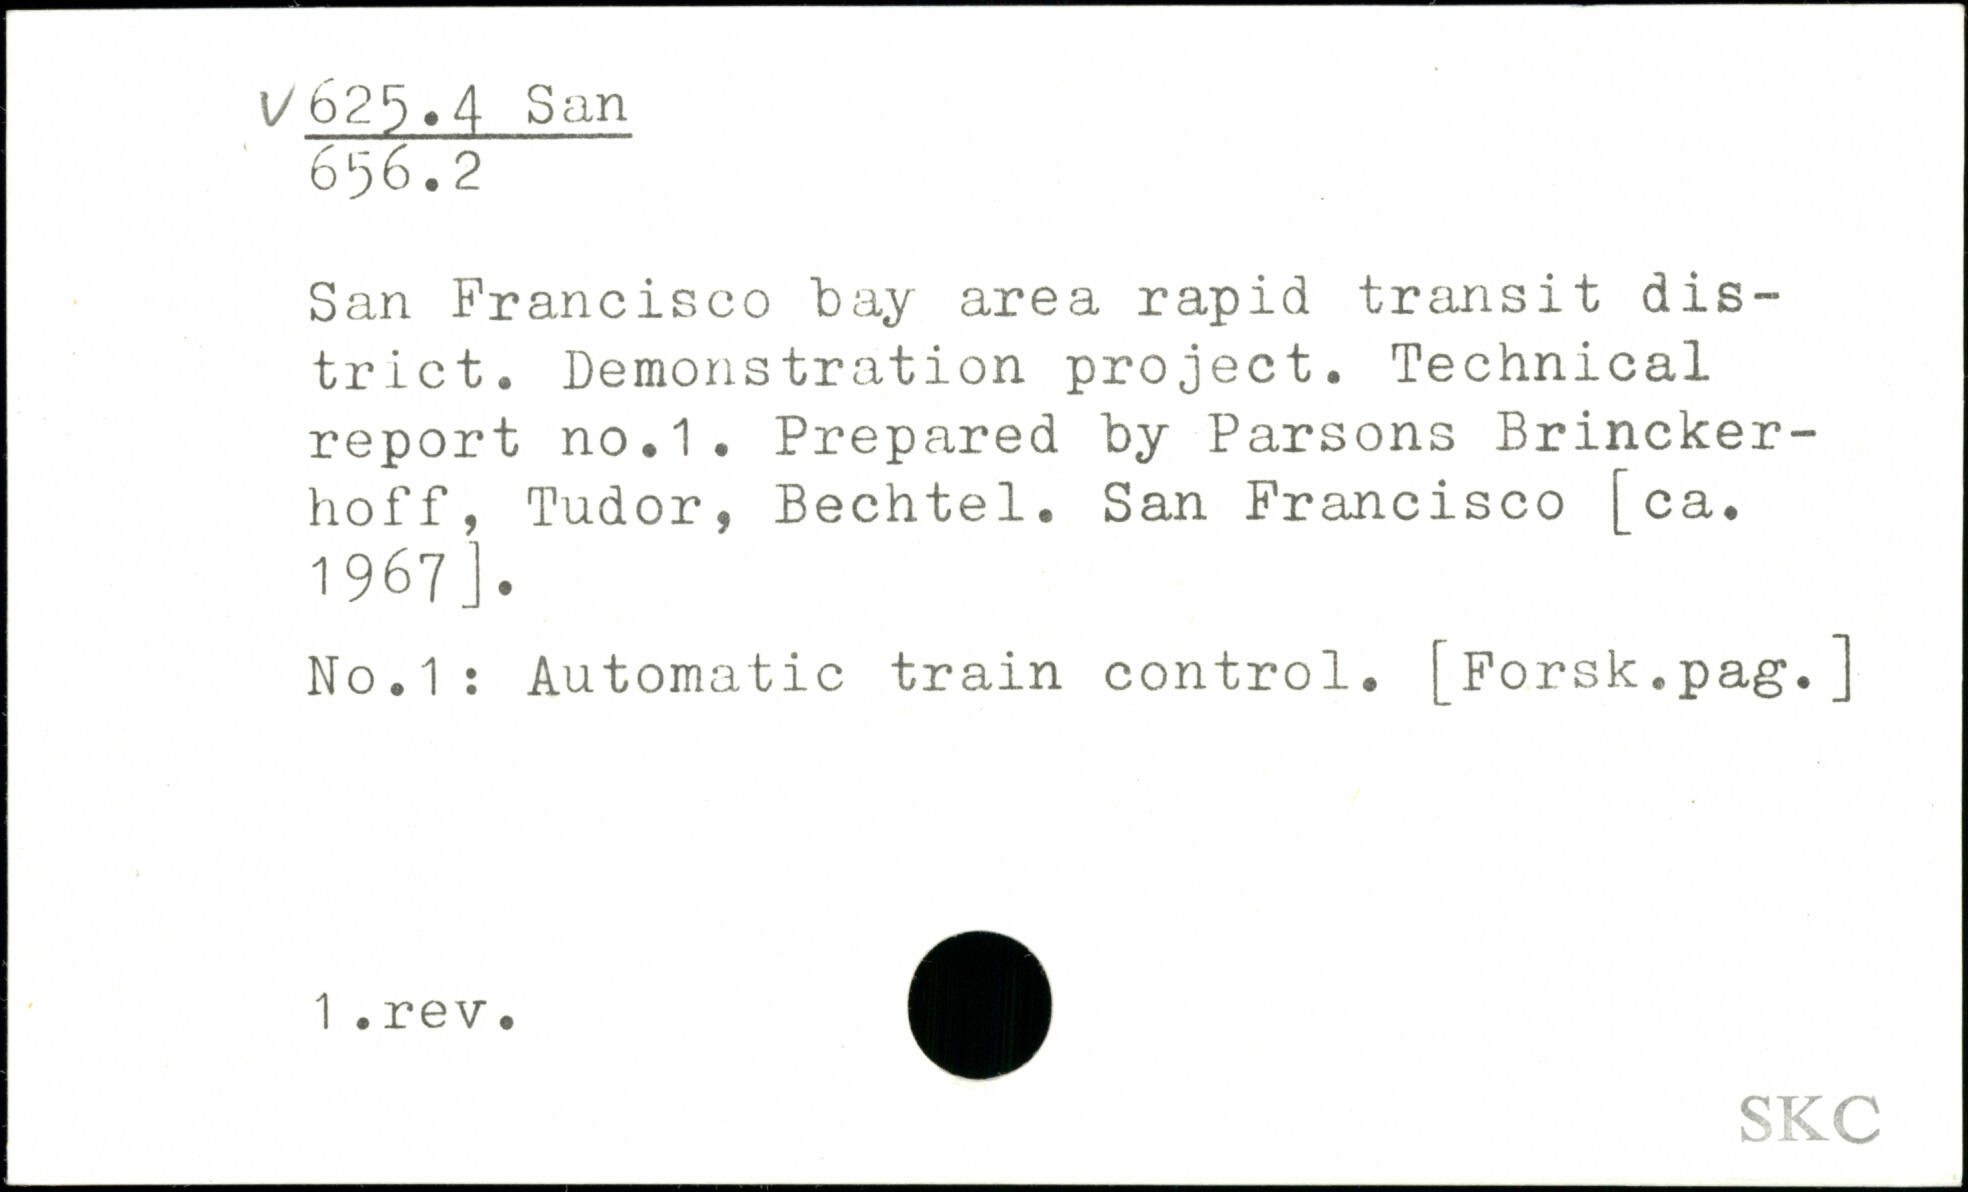 V 625.4 San
656.2
San Francisco bay area rapid transit dis-
trict. Demonstration project. Technical
report no.1. Prepared by Parsons Brincker-
hoff, Tudor, Bechtel. San Francisco [ca.
1967].
No.1: Automatic train control. [Forsk.pag.]
1.rev.
SKC